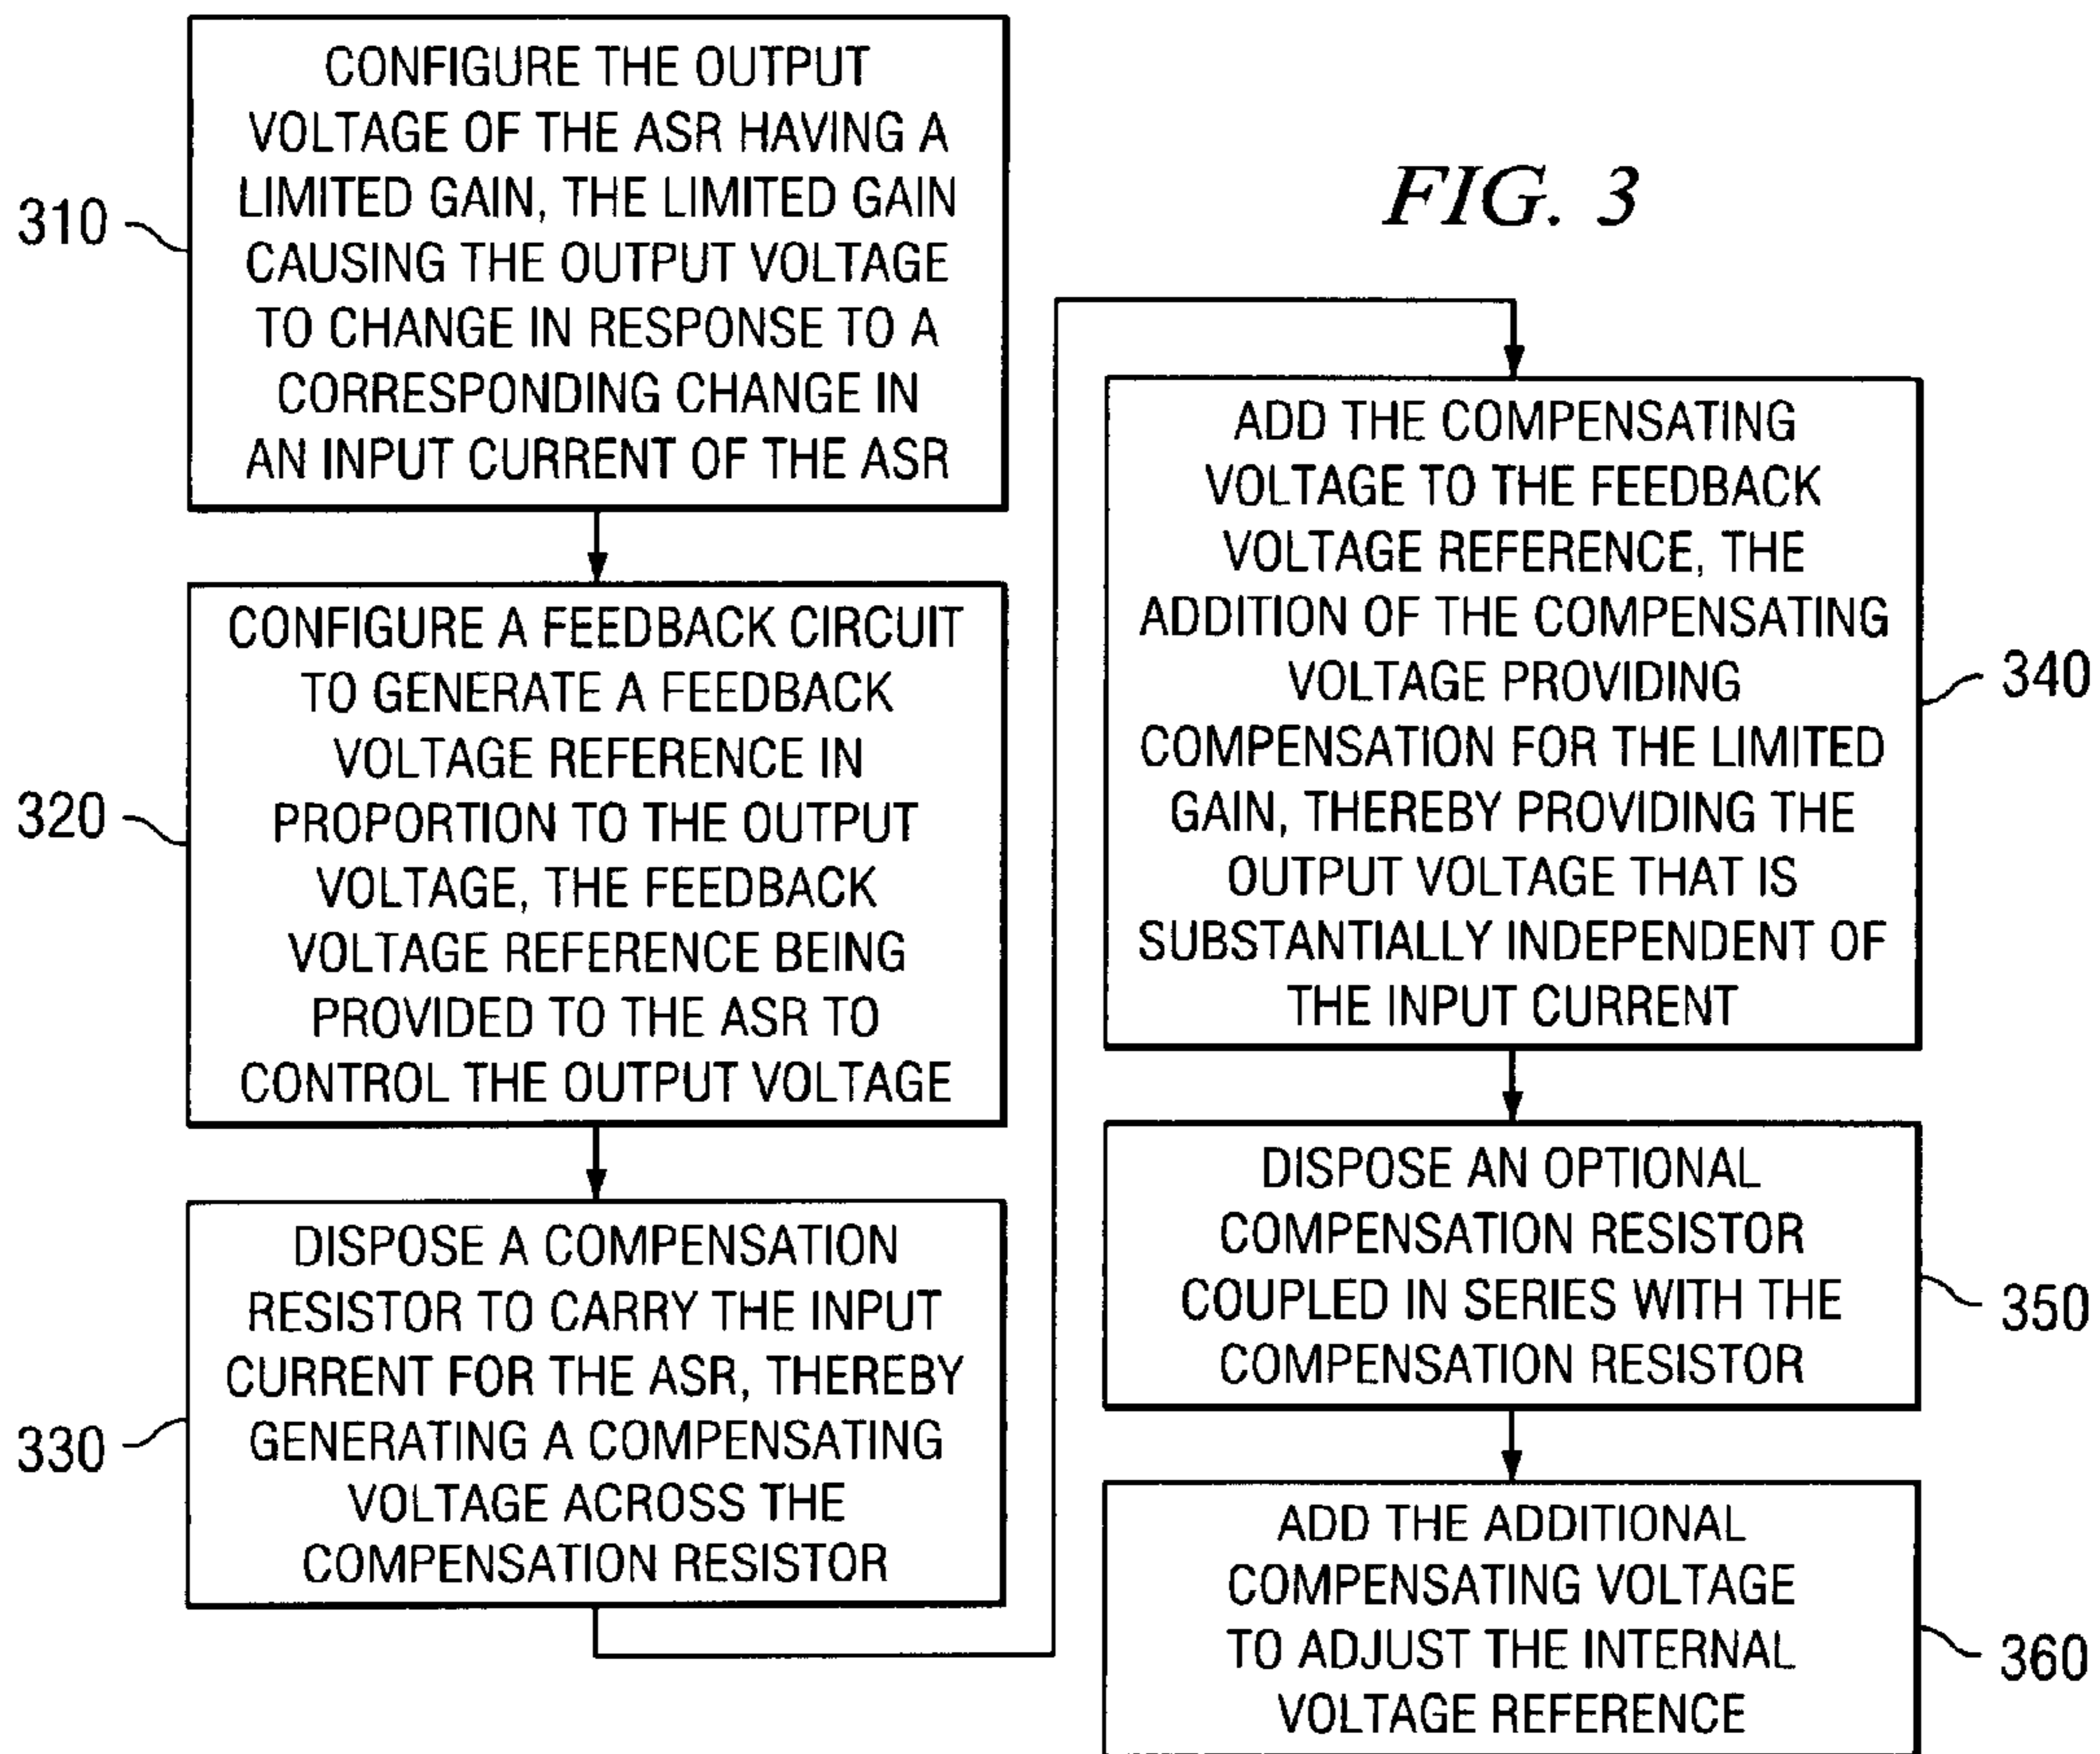 FIG. 3
310
CONFIGURE THE OUTPUT
VOLTAGE OF THE ASR HAVING A
LIMITED GAIN, THE LIMITED GAIN
CAUSING THE OUTPUT VOLTAGE
TO CHANGE IN RESPONSE TO A
CORRESPONDING CHANGE IN
AN INPUT CURRENT OF THE ASR
320
CONFIGURE A FEEDBACK CIRCUIT
TO GENERATE A FEEDBACK
VOLTAGE REFERENCE IN
PROPORTION TO THE OUTPUT
VOLTAGE, THE FEEDBACK
VOLTAGE REFERENCE BEING
PROVIDED TO THE ASR TO
CONTROL THE OUTPUT VOLTAGE
330
DISPOSE A COMPENSATION
RESISTOR TO CARRY THE INPUT
CURRENT FOR THE ASR, THEREBY
GENERATING A COMPENSATING
VOLTAGE ACROSS THE
COMPENSATION RESISTOR
ADD THE COMPENSATING
VOLTAGE TO THE FEEDBACK
VOLTAGE REFERENCE, THE
ADDITION OF THE COMPENSATING
VOLTAGE PROVIDING
COMPENSATION FOR THE LIMITED
GAIN, THEREBY PROVIDING THE
OUTPUT VOLTAGE THAT IS
SUBSTANTIALLY INDEPENDENT OF
THE INPUT CURRENT
340
DISPOSE AN OPTIONAL
COMPENSATION RESISTOR
COUPLED IN SERIES WITH THE
COMPENSATION RESISTOR
350
ADD THE ADDITIONAL
COMPENSATING VOLTAGE
TO ADJUST THE INTERNAL
VOLTAGE REFERENCE
360